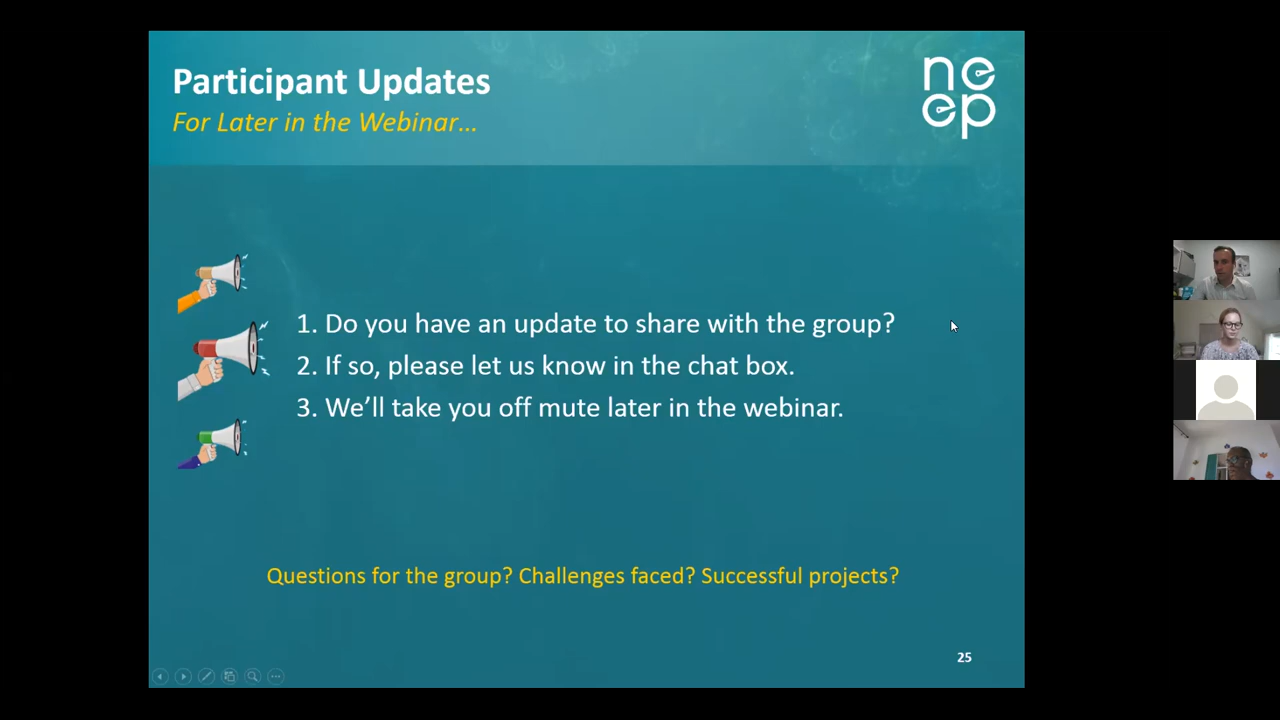 Participant Updates
For Later in the Webinar...
ne
ep
1. Do you have an update to share with the group?
2. If so, please let us know in the chat box.
3. We’ll take you off mute later in the webinar.
Questions for the group? Challenges faced? Successful projects?
25